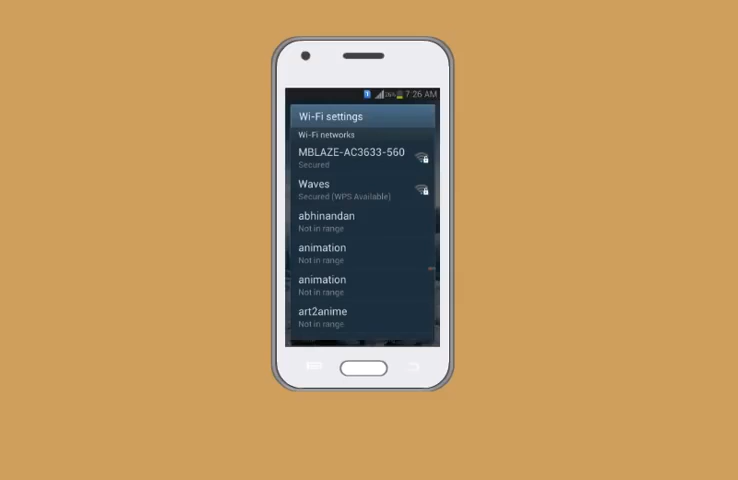 7:26 AM
Wi-Fi settings
Wi-Fi networks
MBLAZE-AC3633-560
Secured
Waves
Secured (WPS Available)
abhinandan
Not in range
animation
Not in range
animation
Not in range
art2anime
Not in range